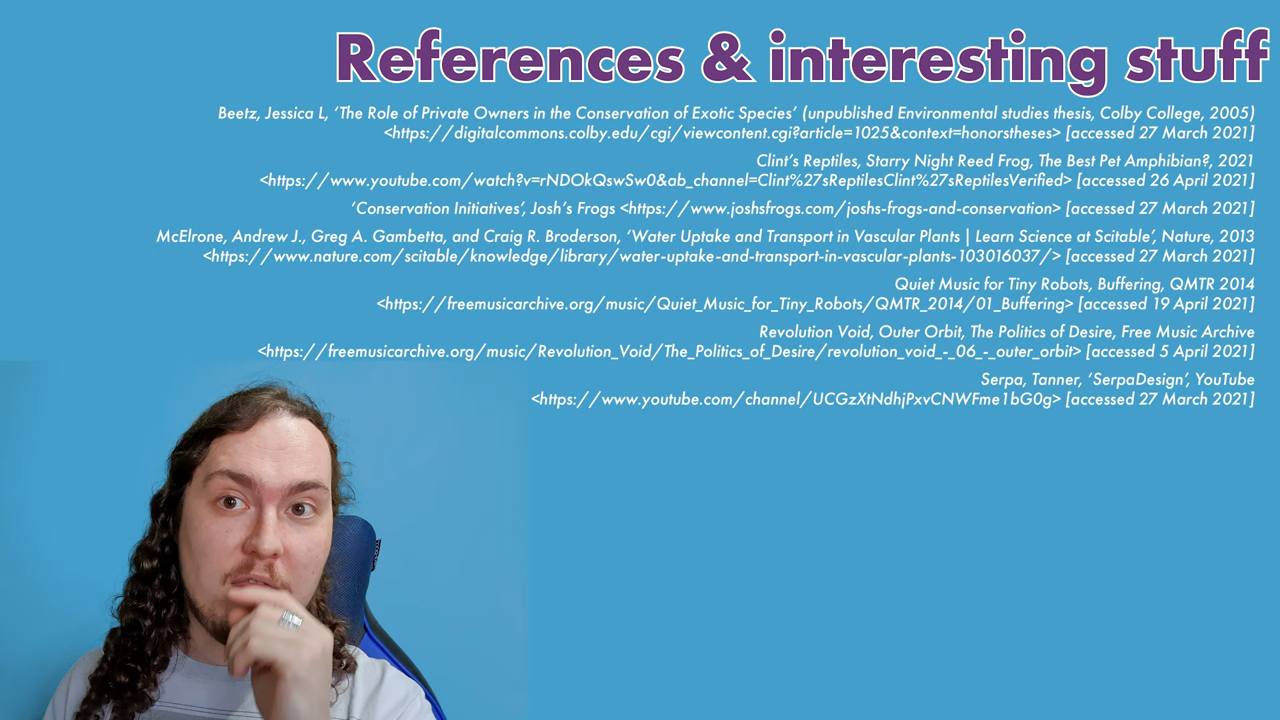 References & interesting stuff
Beetz, Jessica L, ‘The Role of Private Owners in the Conservation of Exotic Species’ (unpublished Environmental studies thesis, Colby College, 2005)
<https://digitalcommons.colby.edu/cgi/viewcontent.cgi?article=1025&context=honorstheses> [accessed 27 March 2021]
Clint’s Reptiles, Starry Night Reed Frog, The Best Pet Amphibian?, 2021
<https://www.youtube.com/watch?v=rNDOkQswSw0&ab_channel=Clint%27sReptilesClint%27sReptilesVerified> [accessed 26 April 2021]
‘Conservation Initiatives’, Josh’s Frogs <https://www.joshsfrogs.com/joshs-frogs-and-conservation> [accessed 27 March 2021]
McElrone, Andrew J., Greg A. Gambetta, and Craig R. Broderson, ‘Water Uptake and Transport in Vascular Plants | Learn Science at Scitable’, Nature, 2013
<https://www.nature.com/scitable/knowledge/library/water-uptake-and-transport-in-vascular-plants-103016037/> [accessed 27 March 2021]
Quiet Music for Tiny Robots, Buffering, QMTR 2014
<https://freemusicarchive.org/music/Quiet_Music_for_Tiny_Robots/QMTR_2014/01_Buffering> [accessed 19 April 2021]
Revolution Void, Outer Orbit, The Politics of Desire, Free Music Archive
<https://freemusicarchive.org/music/Revolution_Void/The_Politics_of_Desire/revolution_void_-_06_-_outer_orbit> [accessed 5 April 2021]
Serpa, Tanner, ‘SerpaDesign’, YouTube
<https://www.youtube.com/channel/UCGzXtNdhjPxvCNWFme1bG0g> [accessed 27 March 2021]